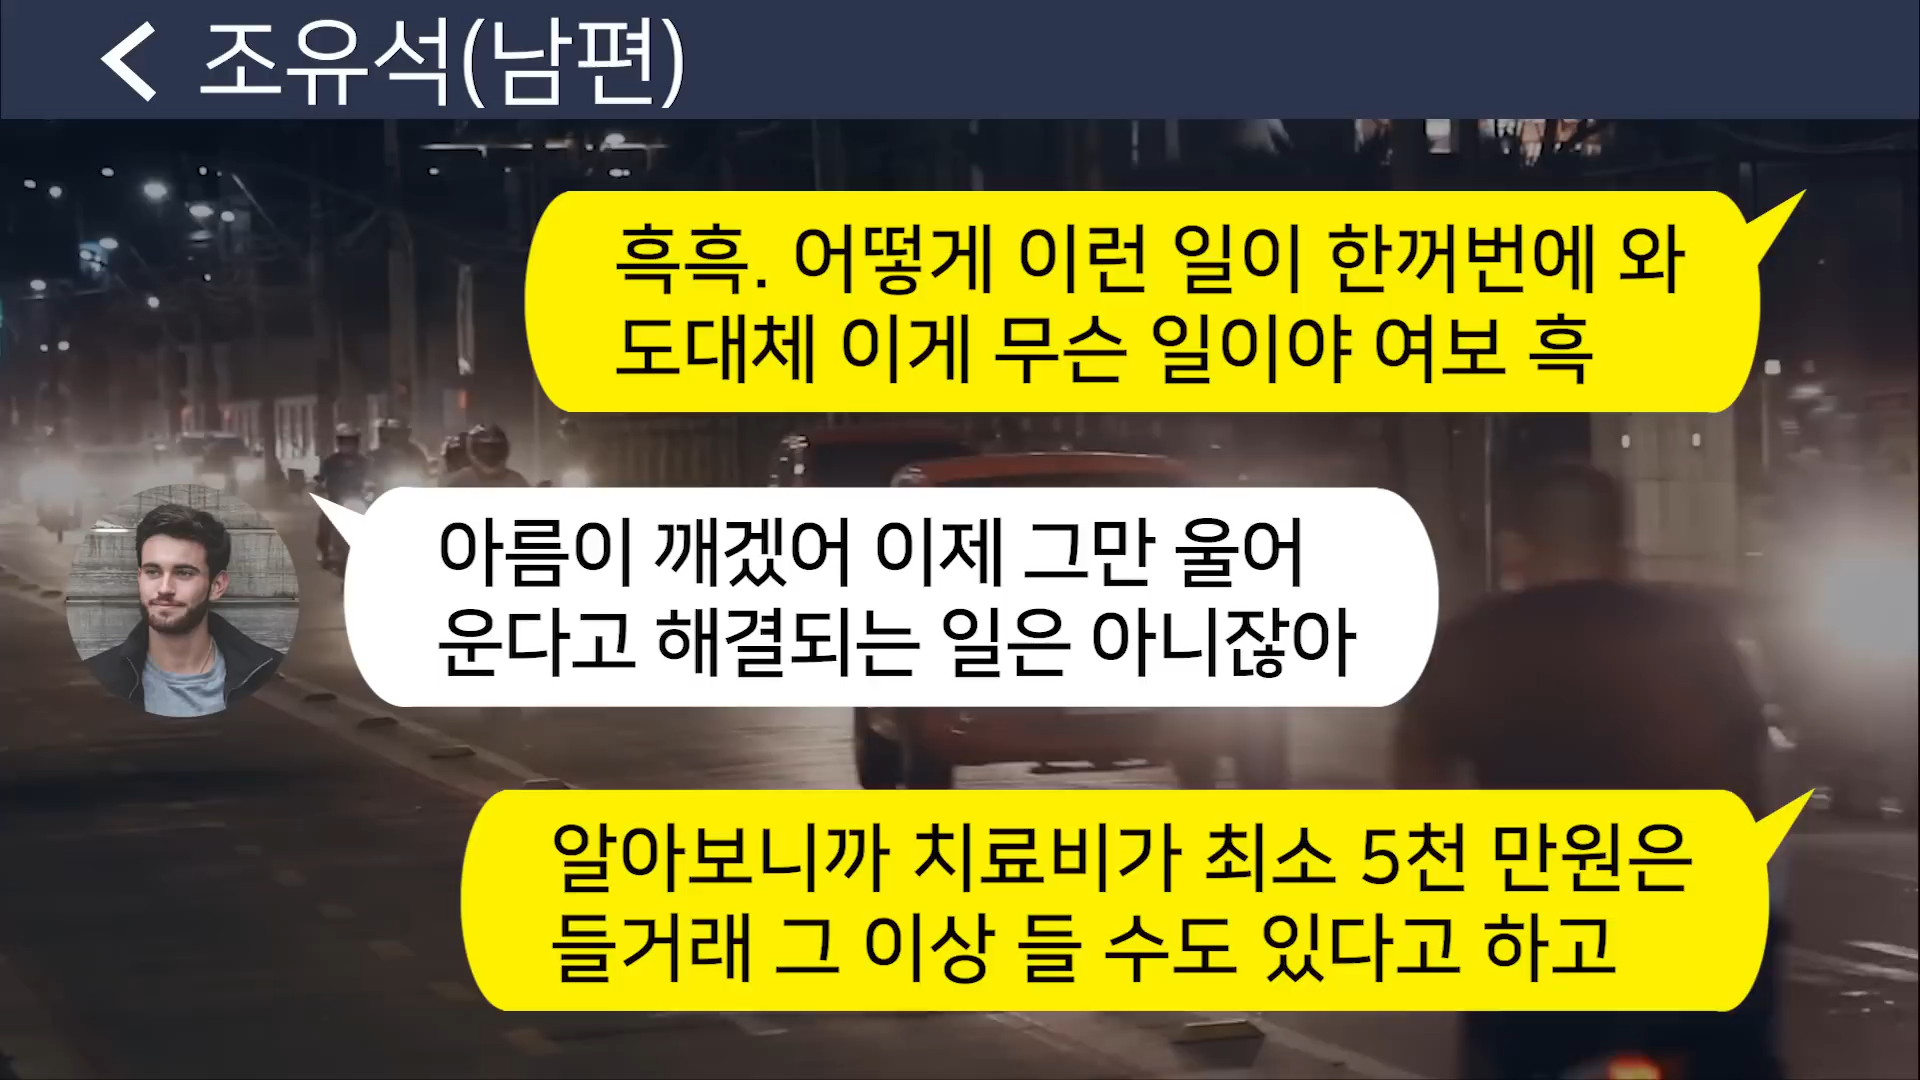 조유석(남편)
흑흑. 어떻게 이런 일이 한꺼번에 와
도대체 이게 무슨 일이야 여보 흑
아름이 깨겠어 이제 그만 울어
운다고 해결되는 일은 아니잖아
알아보니까 치료비가 최소 5천 만원은
들거래 그 이상 들 수도 있다고 하고